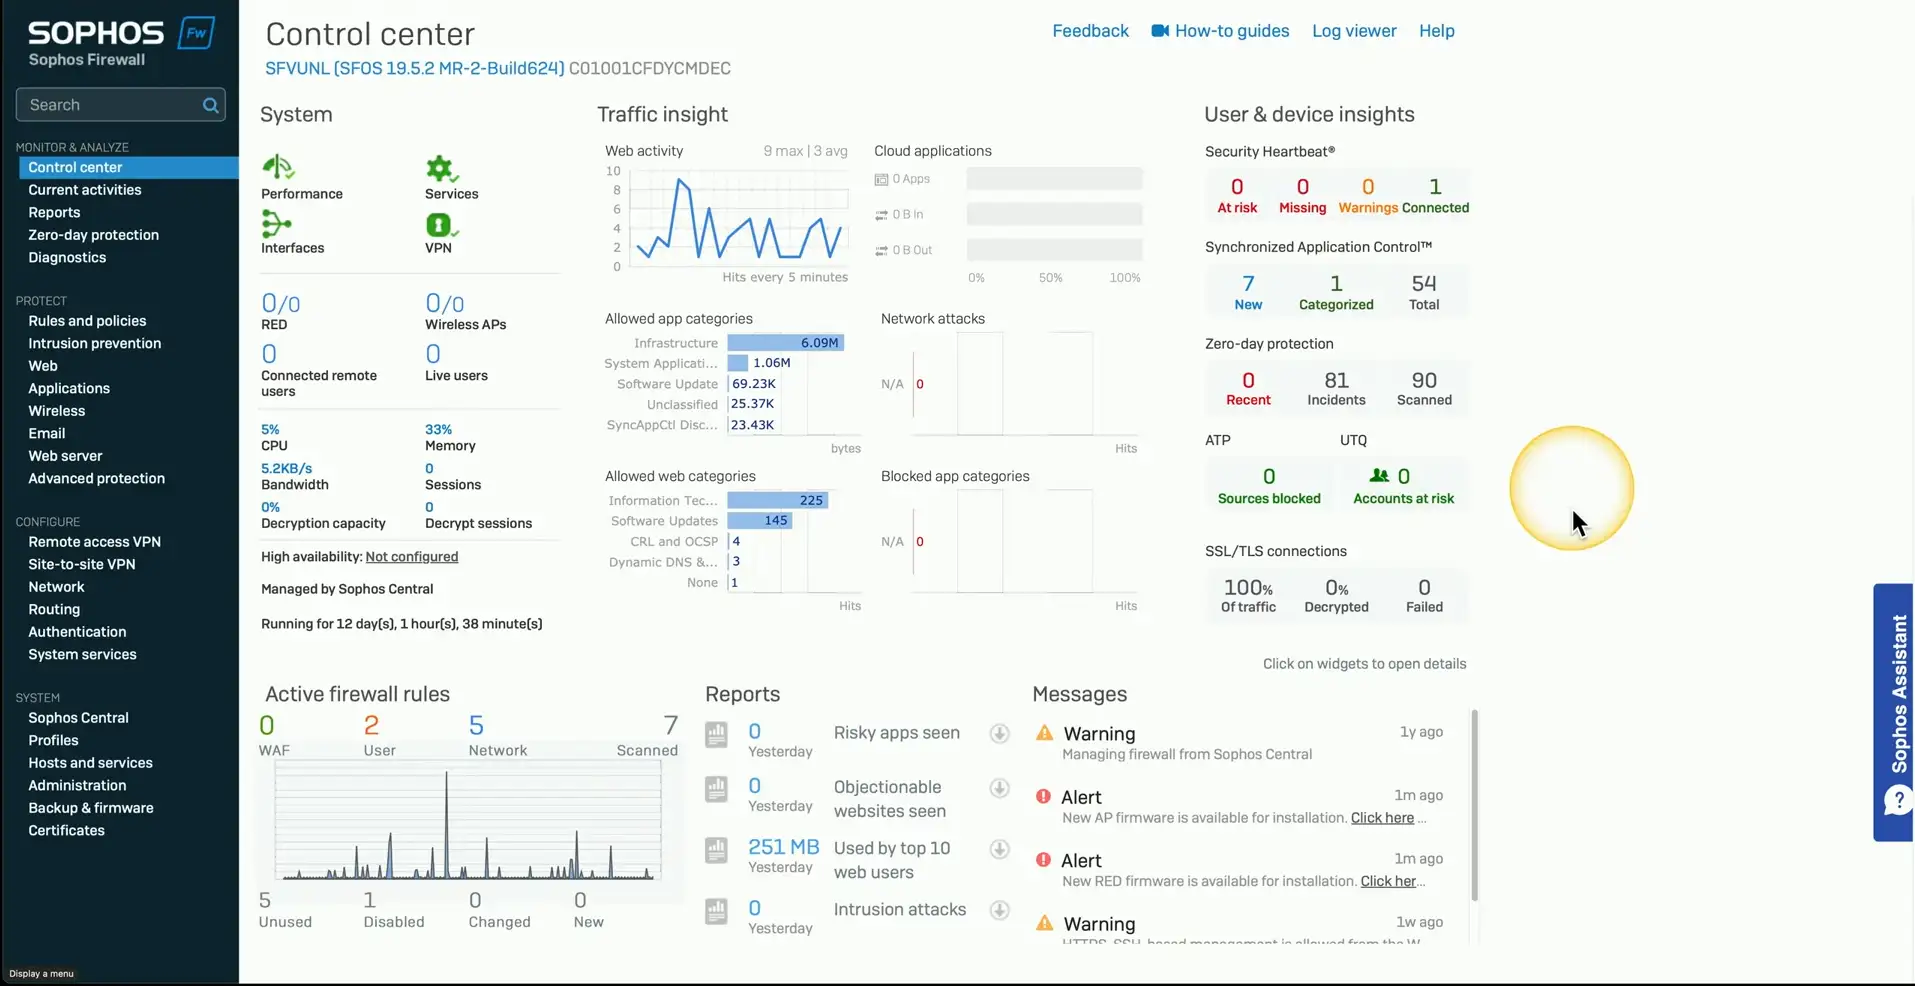 SOPHOS Fw
Sophos Firewall
Search
MONITOR & ANALYZE
Control center
Current activities
Reports
Zero-day protection
Diagnostics
PROTECT
Rules and policies
Intrusion prevention
Web
Applications
Wireless
Email
Web server
Advanced protection
CONFIGURE
Remote access VPN
Site-to-site VPN
Network
Routing
Authentication
System services
SYSTEM
Sophos Central
Profiles
Hosts and services
Administration
Backup & firmware
Certificates
Display a menu
Control center
SFVUNL (SFOS 19.5.2 MR-2-Build624) C01001CFDYCMDEC
Feedback How-to guides Log viewer Help
System
Performance Services
Interfaces VPN
0/0 0/0
RED Wireless APs
0 0
Connected remote users Live users
5% 33%
CPU Memory
5.2KB/s 0
Bandwidth Sessions
0% 0
Decryption capacity Decrypt sessions
High availability: Not configured
Managed by Sophos Central
Running for 12 day(s), 1 hour(s), 38 minute(s)
Traffic insight
Web activity 9 max | 3 avg
10
8
6
4
2
0
Hits every 5 minutes
Cloud applications
0 Apps
0 B In
0 B Out
0% 50% 100%
Allowed app categories
Infrastructure 6.09M
System Applicati... 1.06M
Software Update 69.23K
Unclassified 25.37K
SyncAppCtl Disc... 23.43K
bytes
Network attacks
N/A 0
Hits
Allowed web categories
Information Tec... 225
Software Updates 145
CRL and OCSP 4
Dynamic DNS &... 3
None 1
Hits
Blocked app categories
N/A 0
Hits
User & device insights
Security Heartbeat®
0 0 0 1
At risk Missing Warnings Connected
Synchronized Application Control™
7 1 54
New Categorized Total
Zero-day protection
0 81 90
Recent Incidents Scanned
ATP UTQ
0 0
Sources blocked Accounts at risk
SSL/TLS connections
100% 0% 0
Of traffic Decrypted Failed
Click on widgets to open details
Active firewall rules
0 2 5 7
WAF User Network Scanned
5 1 0 0
Unused Disabled Changed New
Reports
0 Risky apps seen
Yesterday
0 Objectionable
Yesterday websites seen
251 MB Used by top 10
Yesterday web users
0 Intrusion attacks
Yesterday
Messages
Warning 1y ago
Managing firewall from Sophos Central
Alert 1m ago
New AP firmware is available for installation. Click here ...
Alert 1m ago
New RED firmware is available for installation. Click her...
Warning 1w ago
HTTPS, SSH-based management is allowed from the W...
Sophos Assistant
?